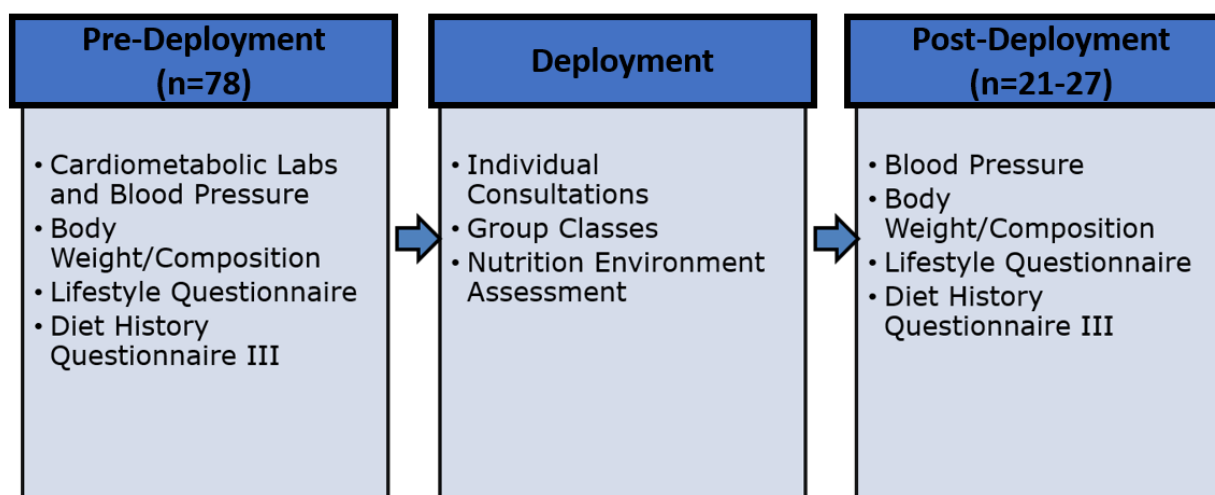 Pre-Deployment
(n=78)
• Cardiometabolic Labs
and Blood Pressure
• Body
Weight/Composition
• Lifestyle Questionnaire
• Diet History
Questionnaire III
Deployment
• Individual
Consultations
• Group Classes
• Nutrition Environment
Assessment
Post-Deployment
(n=21-27)
• Blood Pressure
• Body
Weight/Composition
• Lifestyle Questionnaire
• Diet History
Questionnaire III